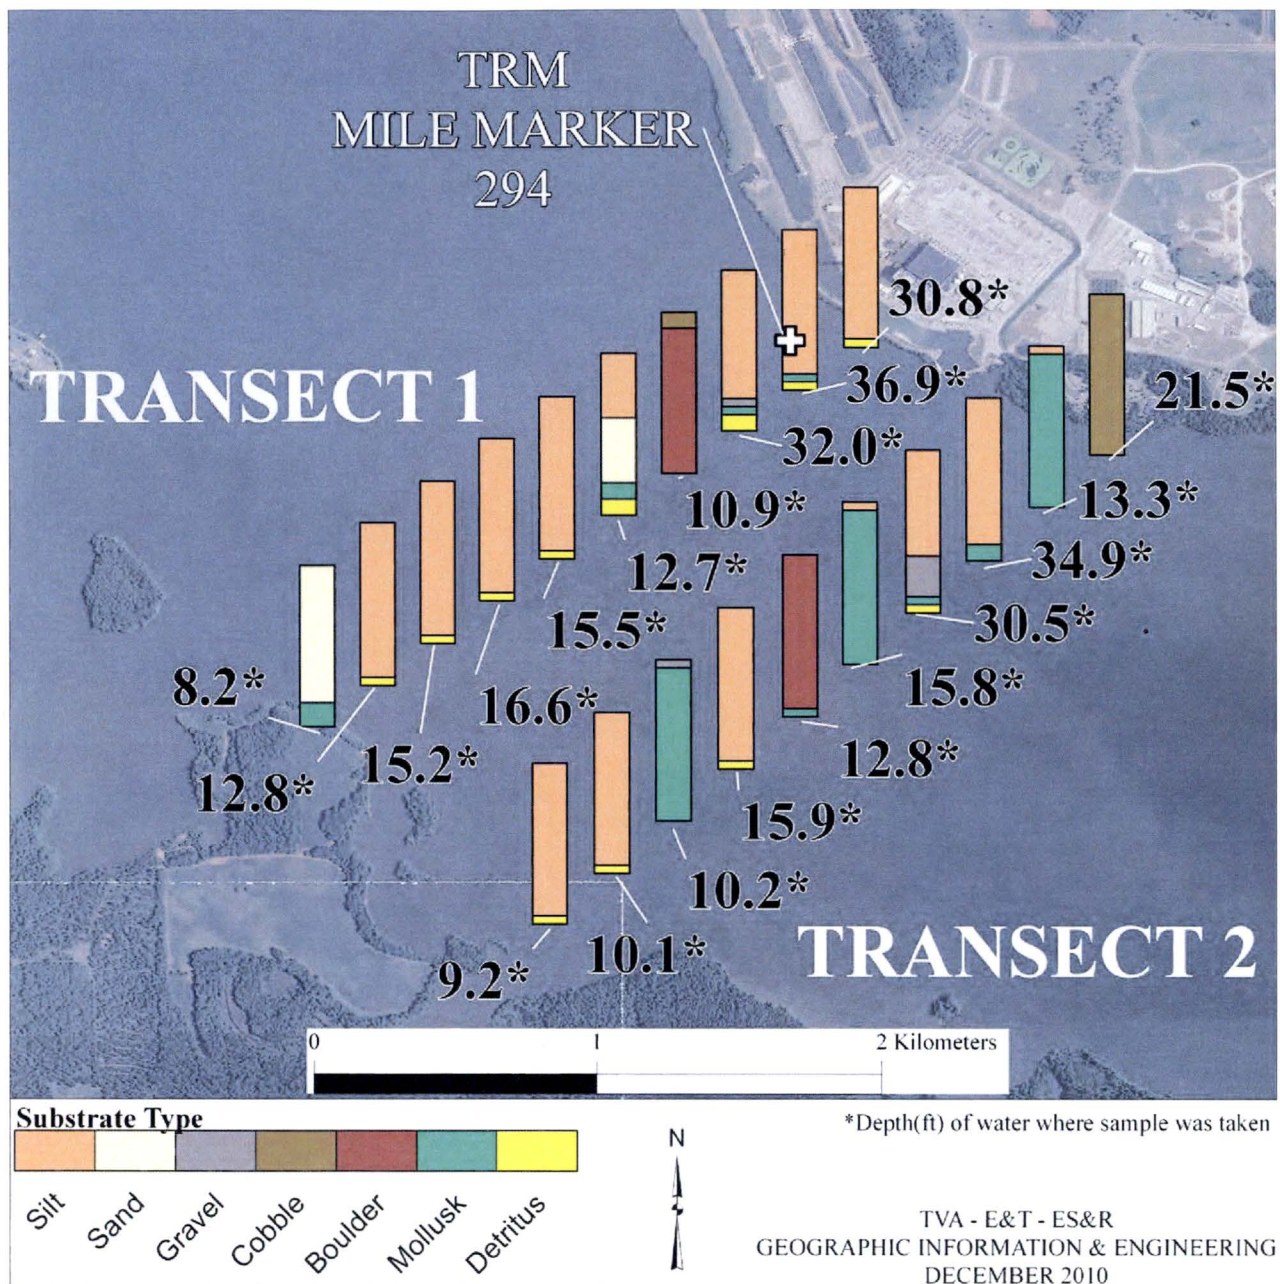 TRM
MILE MARKER
294
TRANSECT 1
30.8*
36.9*
32.0*
10.9*
12.7*
15.5*
16.6*
15.2*
12.8*
8.2*
21.5*
13.3*
34.9*
30.5*
15.8*
12.8*
15.9*
10.2*
10.1*
9.2*
TRANSECT 2
0 1 2 Kilometers
Substrate Type
Silt
Sand
Gravel
Cobble
Boulder
Mollusk
Detritus
N
*Depth(ft) of water where sample was taken
TVA - E&T - ES&R
GEOGRAPHIC INFORMATION & ENGINEERING
DECEMBER 2010